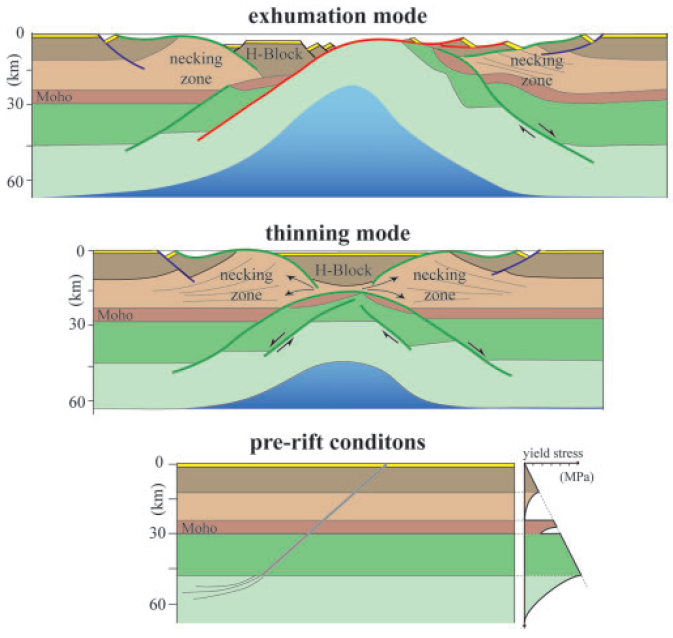 exhumation mode
0
30
60
(km)
Moho
necking
zone
H-Block
necking
zone
thinning mode
0
30
60
(km)
Moho
necking
zone
H-Block
necking
zone
pre-rift conditons
0
30
60
(km)
Moho
yield stress
(MPa)